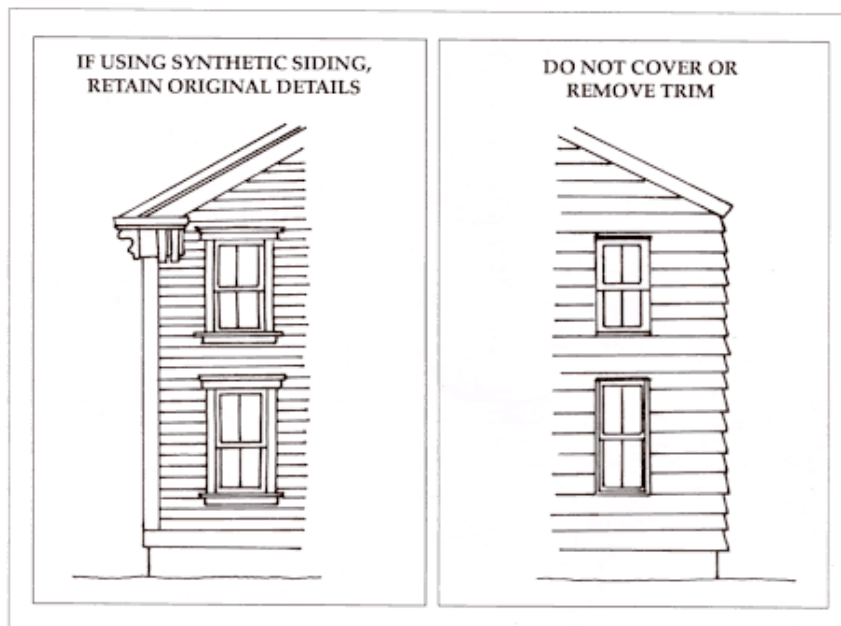 IF USING SYNTHETIC SIDING,
RETAIN ORIGINAL DETAILS
DO NOT COVER OR
REMOVE TRIM